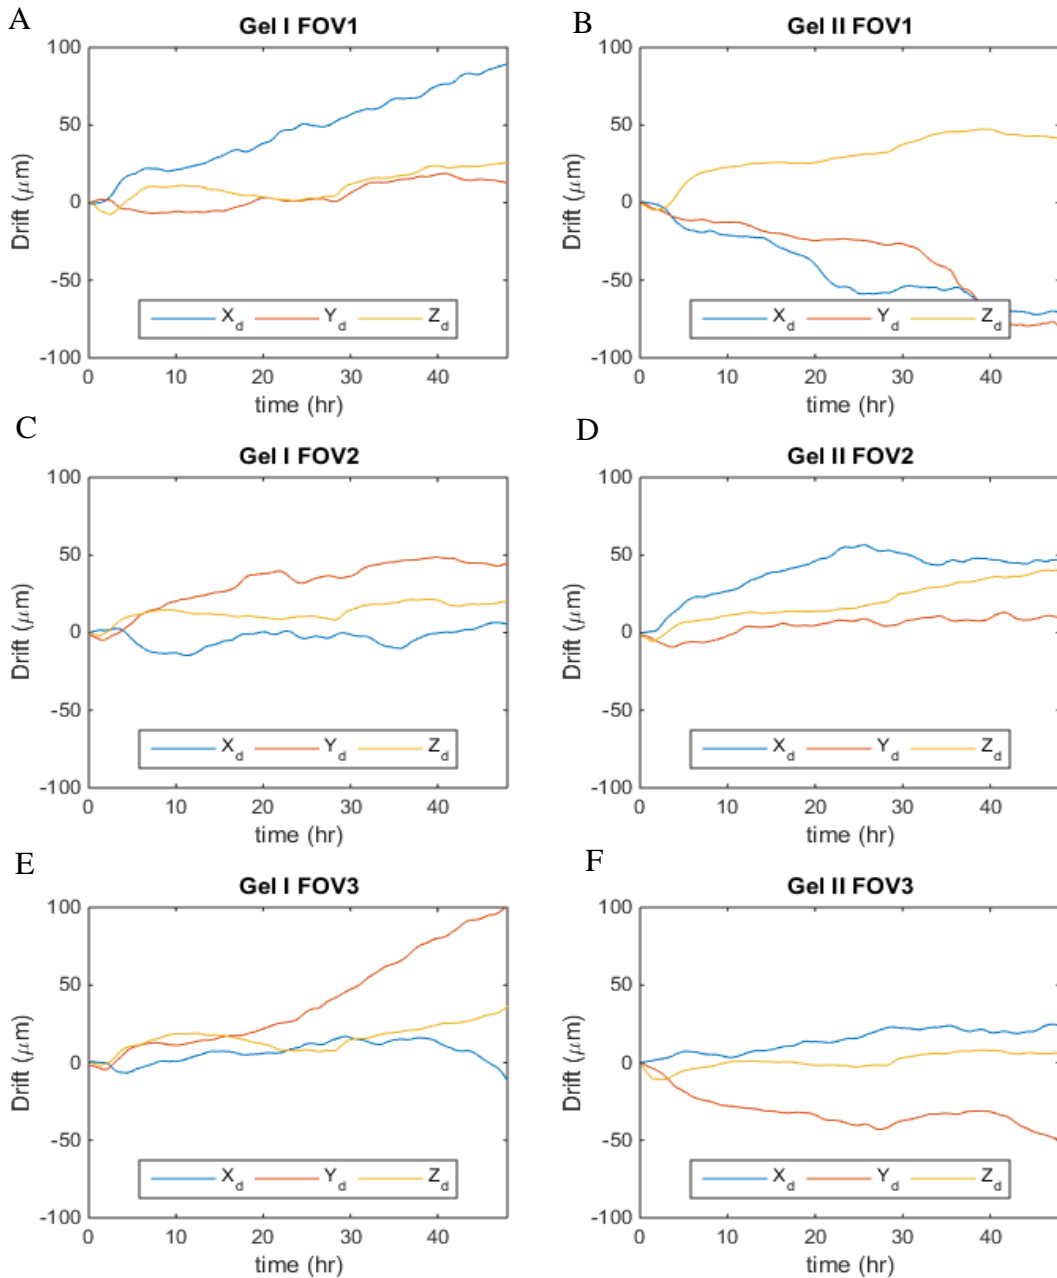 A
Gel I FOV1
100
50
0
-50
-100
Drift (μm)
X_d Y_d Z_d
0 10 20 30 40
time (hr)
B
Gel II FOV1
100
50
0
-50
-100
Drift (μm)
X_d Y_d Z_d
0 10 20 30 40
time (hr)
C
Gel I FOV2
100
50
0
-50
-100
Drift (μm)
X_d Y_d Z_d
0 10 20 30 40
time (hr)
D
Gel II FOV2
100
50
0
-50
-100
Drift (μm)
X_d Y_d Z_d
0 10 20 30 40
time (hr)
E
Gel I FOV3
100
50
0
-50
-100
Drift (μm)
X_d Y_d Z_d
0 10 20 30 40
time (hr)
F
Gel II FOV3
100
50
0
-50
-100
Drift (μm)
X_d Y_d Z_d
0 10 20 30 40
time (hr)